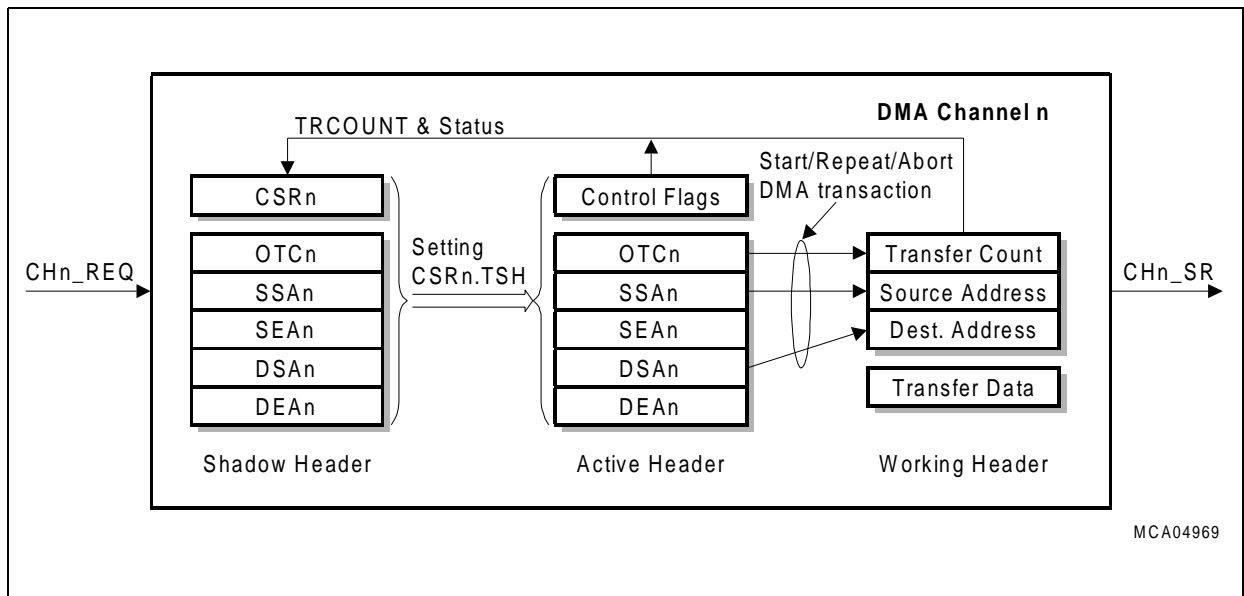 DMA Channel n
TRCOUNT & Status
Start/Repeat/Abort
DMA transaction
CSRn
Control Flags
CHn_REQ
OTCn
SSAn
SEAn
DSAn
DEAn
Setting
CSRn.TSH
OTCn
SSAn
SEAn
DSAn
DEAn
Transfer Count
Source Address
Dest. Address
Transfer Data
CHn_SR
Shadow Header
Active Header
Working Header
MCA04969